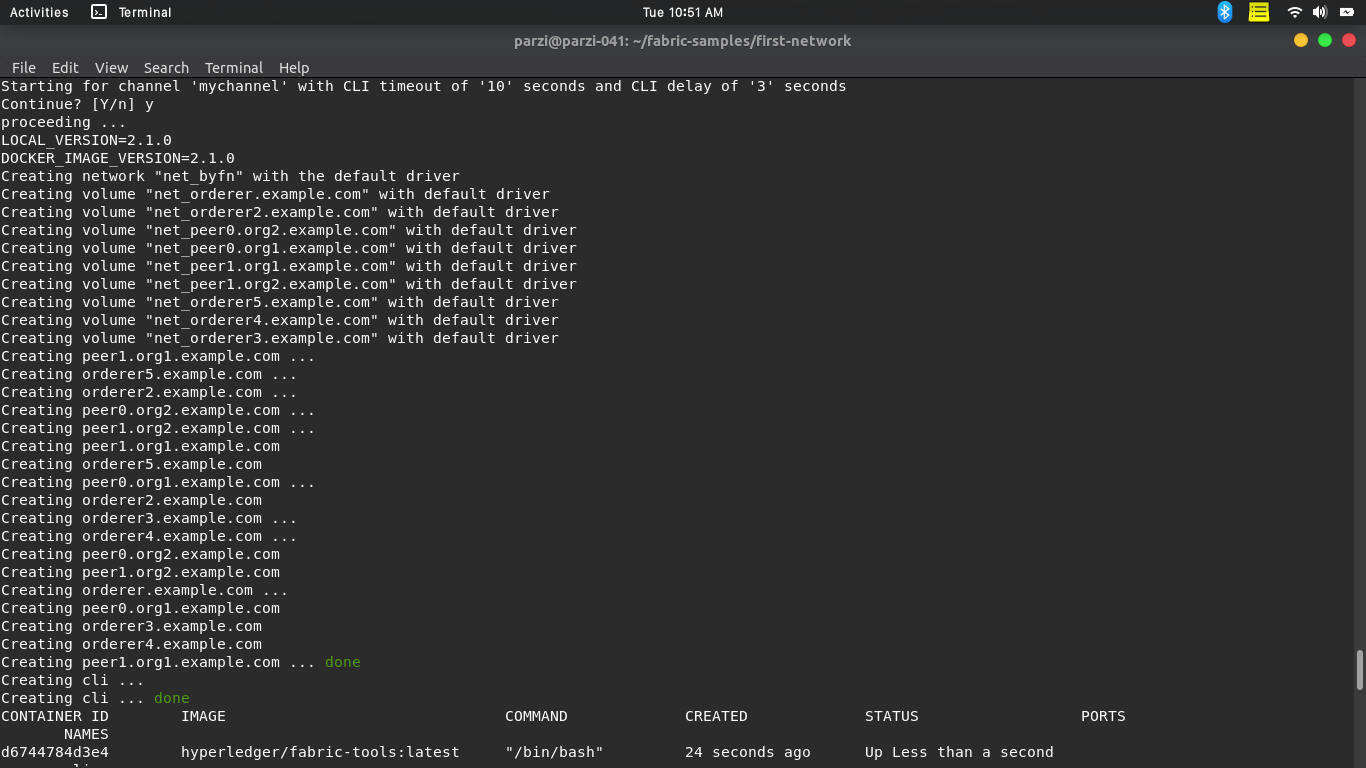 Activities
Terminal
Tue 10:51 AM
parzi@parzi-041: ~/fabric-samples/first-network
File Edit View Search Terminal Help
Starting for channel 'mychannel' with CLI timeout of '10' seconds and CLI delay of '3' seconds
Continue? [Y/n] y
proceeding ...
LOCAL_VERSION=2.1.0
DOCKER_IMAGE_VERSION=2.1.0
Creating network "net_byfn" with the default driver
Creating volume "net_orderer.example.com" with default driver
Creating volume "net_orderer2.example.com" with default driver
Creating volume "net_peer0.org2.example.com" with default driver
Creating volume "net_peer0.org1.example.com" with default driver
Creating volume "net_peer1.org1.example.com" with default driver
Creating volume "net_peer1.org2.example.com" with default driver
Creating volume "net_orderer5.example.com" with default driver
Creating volume "net_orderer4.example.com" with default driver
Creating volume "net_orderer3.example.com" with default driver
Creating peer1.org1.example.com ...
Creating orderer5.example.com ...
Creating orderer2.example.com ...
Creating peer0.org2.example.com ...
Creating peer1.org2.example.com ...
Creating peer1.org1.example.com
Creating orderer5.example.com
Creating peer0.org1.example.com ...
Creating orderer2.example.com
Creating orderer3.example.com ...
Creating orderer4.example.com ...
Creating peer0.org2.example.com
Creating peer1.org2.example.com
Creating orderer.example.com ...
Creating peer0.org1.example.com
Creating orderer3.example.com
Creating orderer4.example.com
Creating peer1.org1.example.com ... done
Creating cli ...
Creating cli ... done
CONTAINER ID IMAGE COMMAND CREATED STATUS PORTS
NAMES
d6744784d3e4 hyperledger/fabric-tools:latest "/bin/bash" 24 seconds ago Up Less than a second